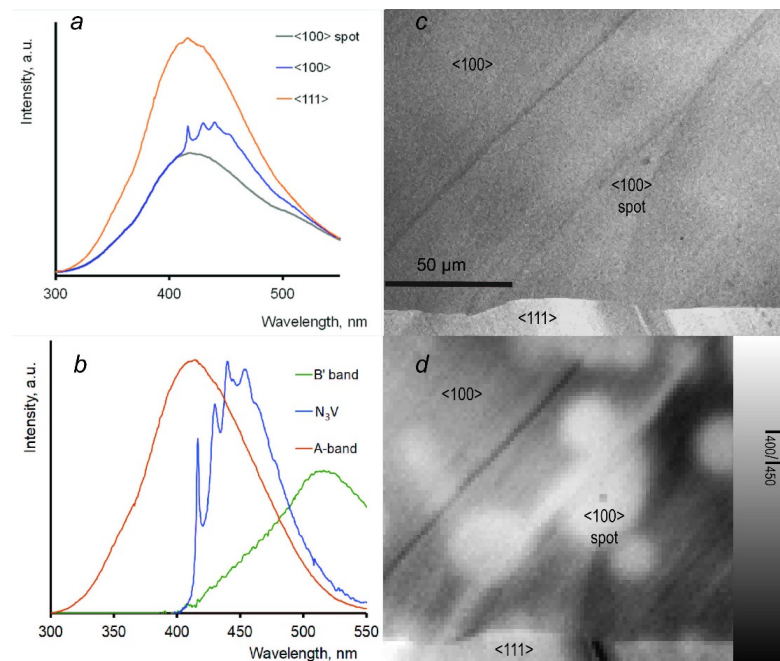 a
Intensity, a.u.
<100> spot
<100>
<111>
300
400
500
Wavelength, nm
b
Intensity, a.u.
B' band
N3V
A-band
300
350
400
450
500
550
Wavelength, nm
c
<100>
<100>
spot
50 µm
<111>
d
<100>
<100>
spot
<111>
I400/I450